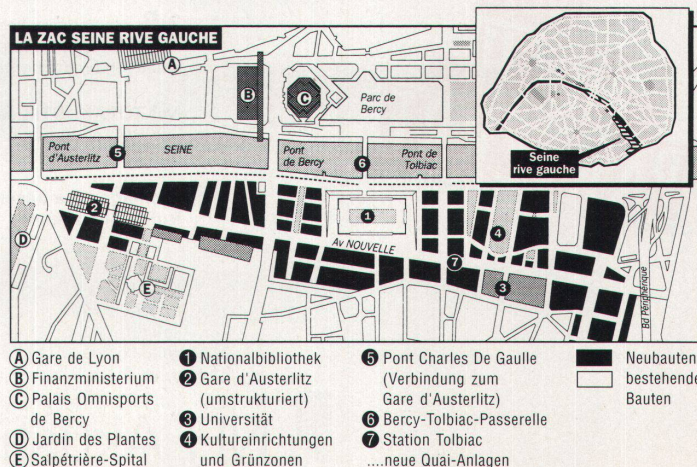 LA ZAC SEINE RIVE GAUCHE
A
B
C
Parc de
Bercy
Seine
rive gauche
Pont
d'Austerlitz
5
SEINE
Pont
de Bercy
6
Pont de
Tolbiac
D
2
1
4
Av NOUVELLE
7
3
E
Bd Périphérique
A Gare de Lyon
B Finanzministerium
C Palais Omnisports
de Bercy
D Jardin des Plantes
E Salpétrière-Spital
1 Nationalbibliothek
2 Gare d'Austerlitz
(umstrukturiert)
3 Universität
4 Kultureinrichtungen
und Grünzonen
5 Pont Charles De Gaulle
(Verbindung zum
Gare d'Austerlitz)
6 Bercy-Tolbiac-Passerelle
7 Station Tolbiac
....neue Quai-Anlagen
Neubauten
bestehende
Bauten